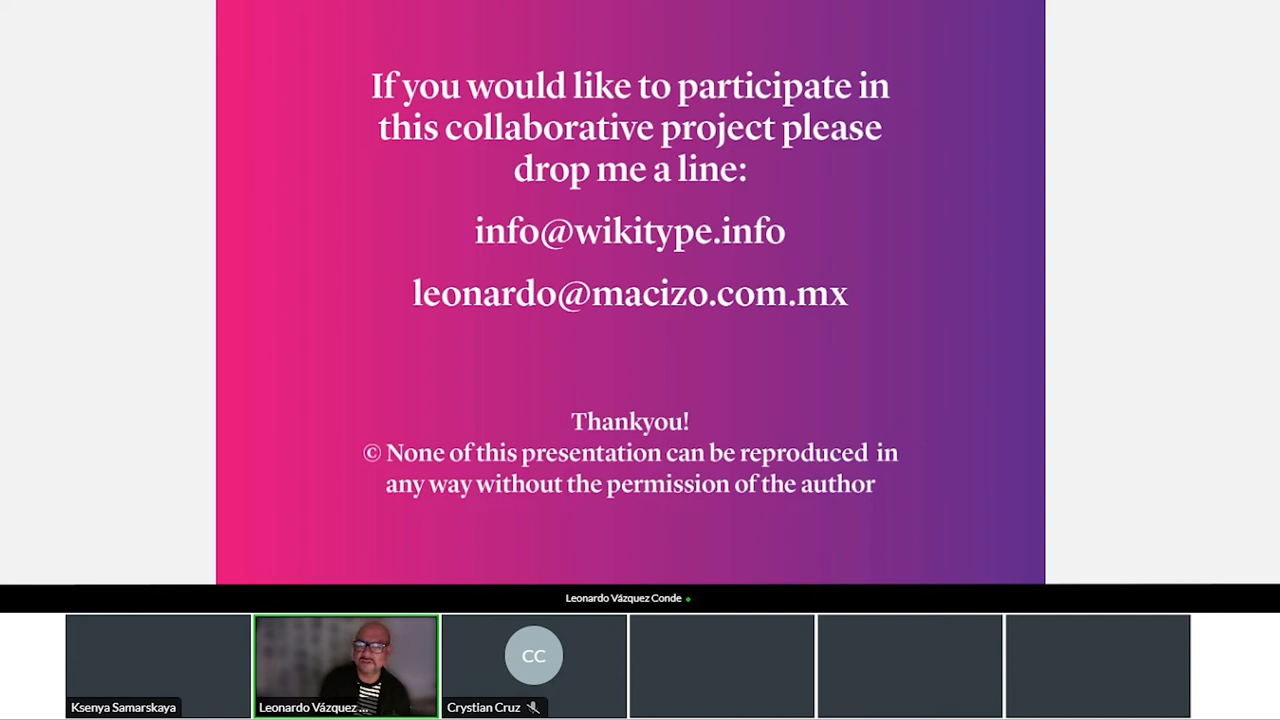 If you would like to participate in
this collaborative project please
drop me a line:
info@wikitype.info
leonardo@macizo.com.mx
Thankyou!
© None of this presentation can be reproduced in
any way without the permission of the author
Leonardo Vázquez Conde
Ksenya Samarskaya
Leonardo Vázquez ...
CC
Crystian Cruz